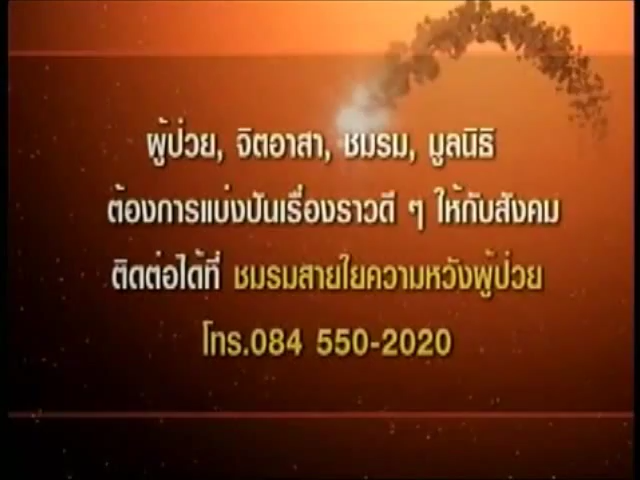 ผู้ป่วย, จิตอาสา, ชมรม, มูลนิธิ
ต้องการแบ่งปันเรื่องราวดี ๆ ให้กับสังคม
ติดต่อได้ที่ ชมรมสายใยความหวังผู้ป่วย
โทร.084 550-2020